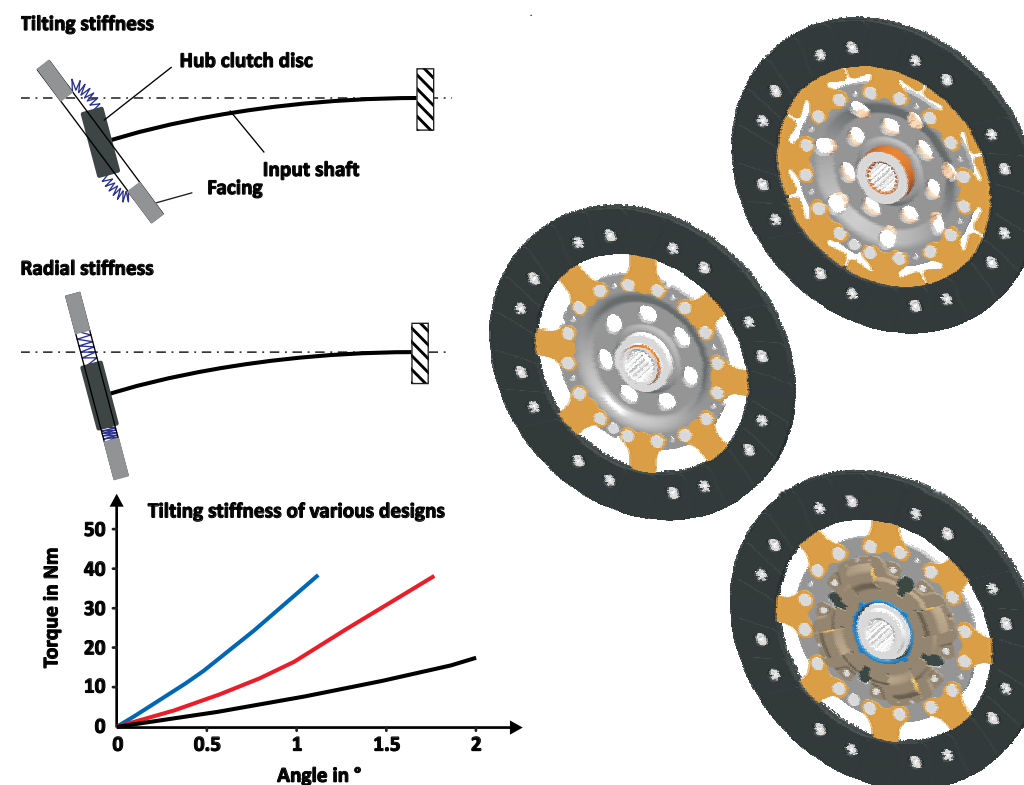 Tilting stiffness
Hub clutch disc
Input shaft
Facing
Radial stiffness
Tilting stiffness of various designs
Torque in Nm
50
40
30
20
10
0
0 0.5 1 1.5 2
Angle in °